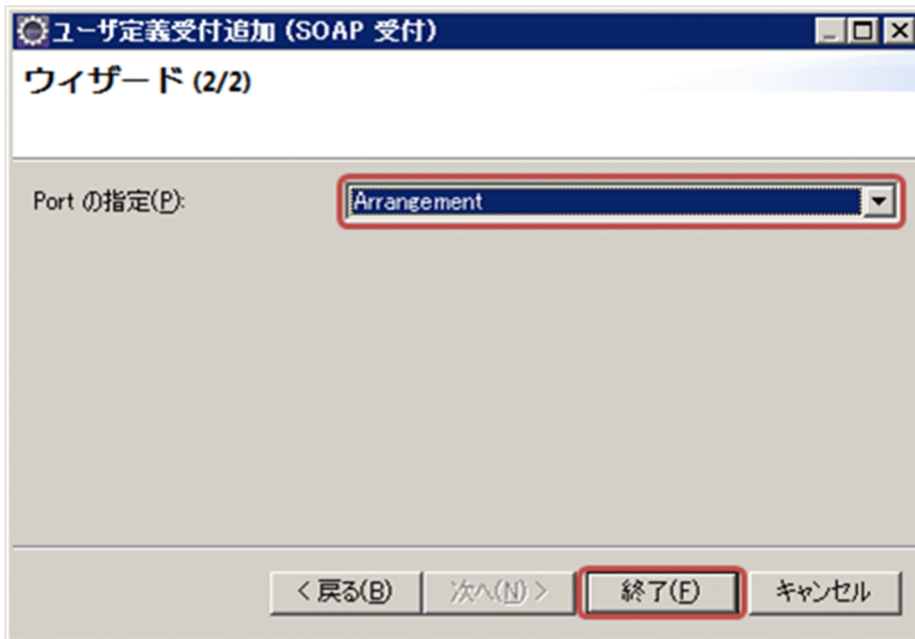 ユーザ定義受付追加 (SOAP 受付)
ウィザード (2/2)
Port の指定(P): Arrangement
< 戻る(B) 次へ(N) > 終了(F) キャンセル